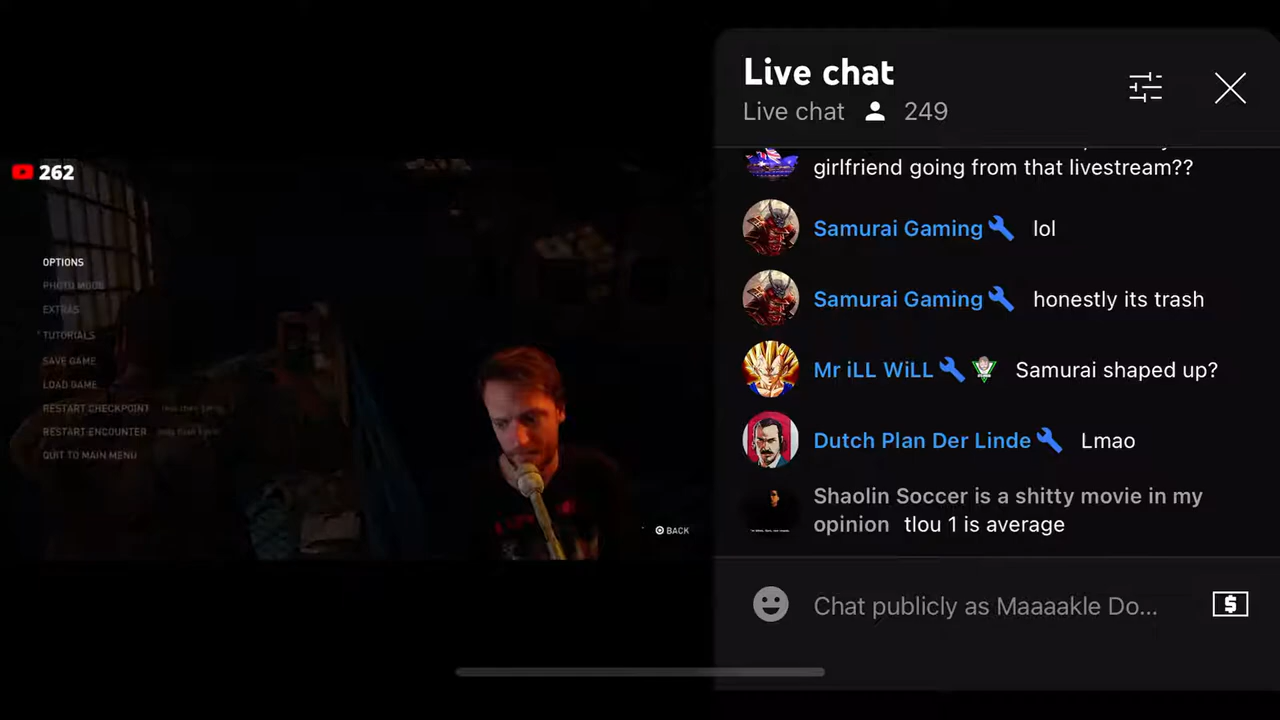 262
OPTIONS
PHOTO MODE
EXTRAS
TUTORIALS
SAVE GAME
LOAD GAME
RESTART CHECKPOINT
RESTART ENCOUNTER
QUIT TO MAIN MENU
BACK
Live chat
Live chat 249
girlfriend going from that livestream??
Samurai Gaming lol
Samurai Gaming honestly its trash
Mr iLL WiLL Samurai shaped up?
Dutch Plan Der Linde Lmao
Shaolin Soccer is a shitty movie in my
opinion tlou 1 is average
Chat publicly as Maaaakle Do...